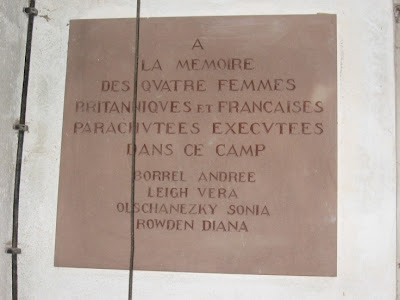 A
LA MEMOIRE
DES QVATRE FEMMES
BRITANNIQVES ET FRANCAISES
PARACHVTEES EXECVTEES
DANS CE CAMP
BORREL ANDREE
LEIGH VERA
OLSCHANEZKY SONIA
ROWDEN DIANA